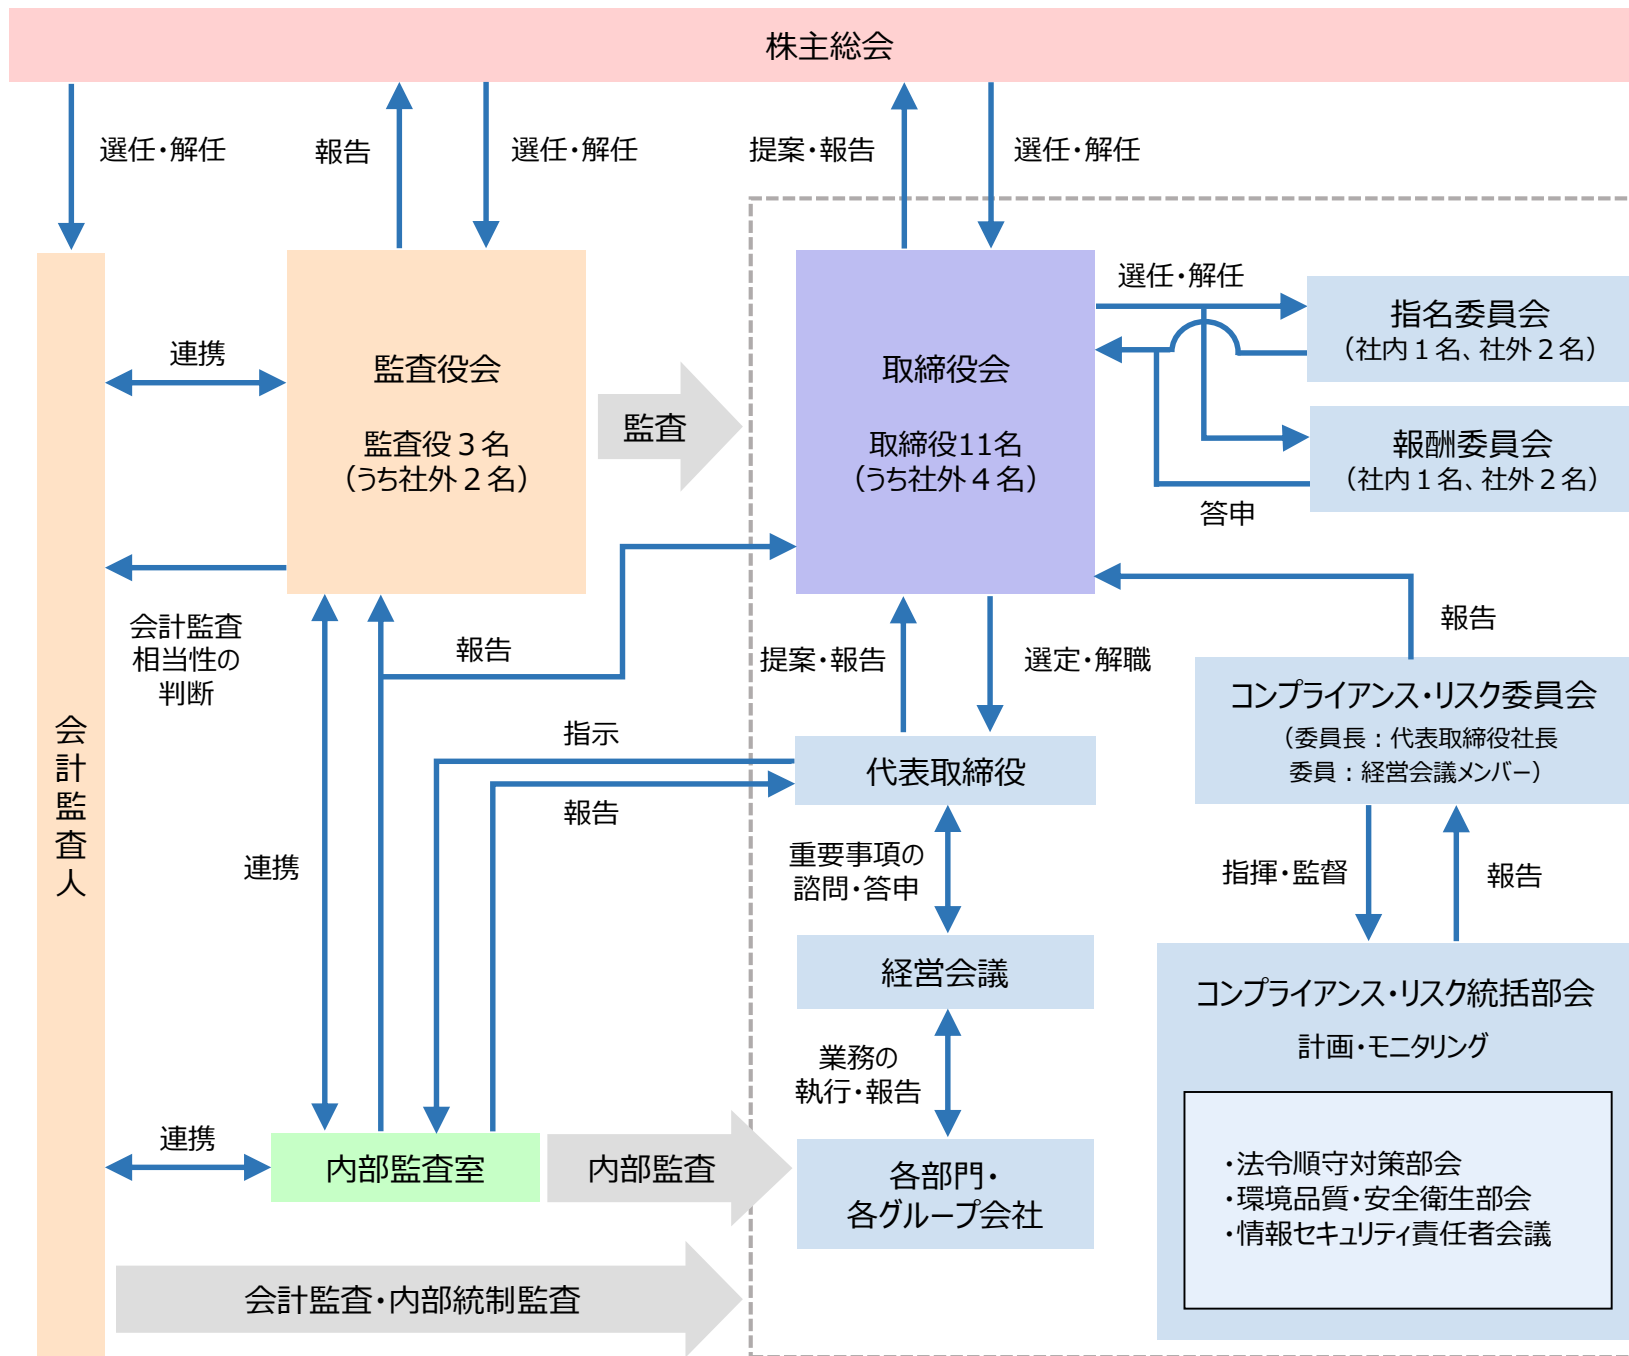 株主総会
選任・解任
報告
選任・解任
提案・報告
選任・解任
監査役会
監査役３名
（うち社外２名）
連携
監査
取締役会
取締役11名
（うち社外４名）
選任・解任
指名委員会
（社内１名、社外２名）
報酬委員会
（社内１名、社外２名）
答申
会計監査
相当性の
判断
報告
提案・報告
選定・解職
報告
コンプライアンス・リスク委員会
（委員長：代表取締役社長
委員：経営会議メンバー）
指示
代表取締役
報告
会計監査人
連携
重要事項の
諮問・答申
指揮・監督
報告
経営会議
コンプライアンス・リスク統括部会
計画・モニタリング
業務の
執行・報告
連携
内部監査室
内部監査
各部門・
各グループ会社
・法令順守対策部会
・環境品質・安全衛生部会
・情報セキュリティ責任者会議
会計監査・内部統制監査